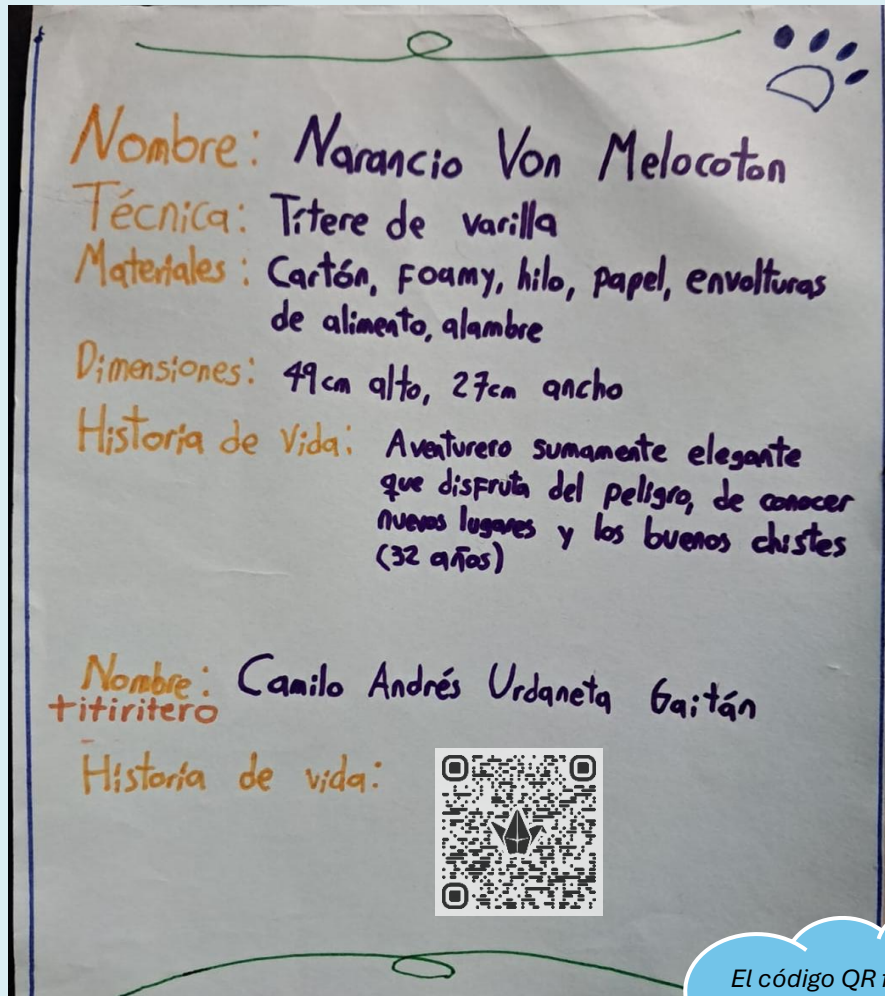 Nombre: Narancio Von Melocoton
Técnica: Títere de varilla
Materiales: Cartón, Foamy, hilo, papel, envolturas
de alimento, alambre
Dimensiones: 49cm alto, 27cm ancho
Historia de Vida: Aventurero sumamente elegante
que disfruta del peligro, de conocer
nuevos lugares y los buenos chistes
(32 años)
Nombre: Camilo Andrés Urdaneta Gaitán
titiritero
Historia de vida:
El código QR